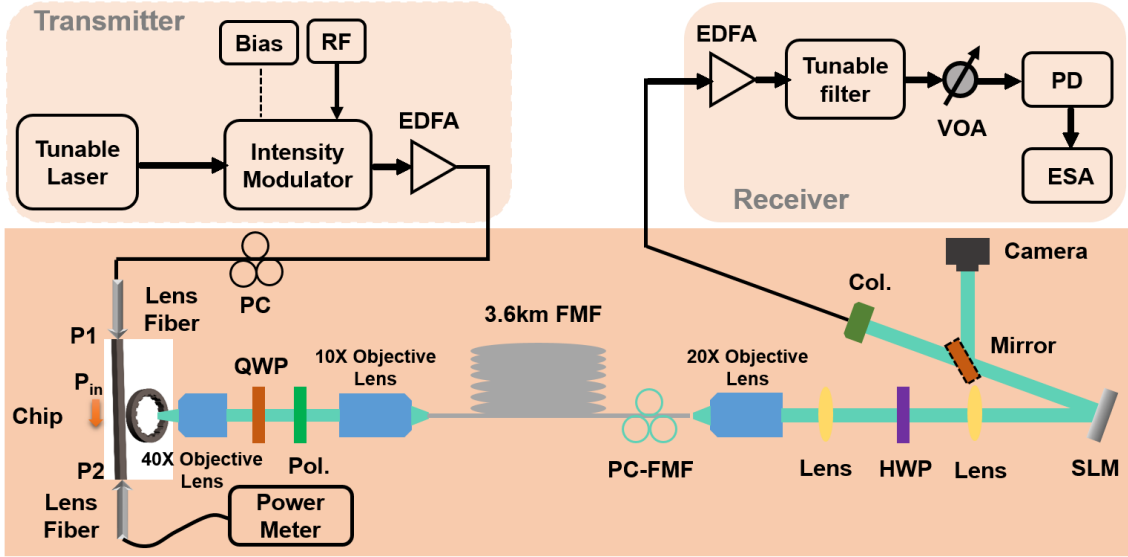 Transmitter
Bias
RF
EDFA
Tunable
Laser
Intensity
Modulator
EDFA
Tunable
filter
VOA
PD
ESA
Receiver
PC
Lens
Fiber
P1
Pin
Chip
P2
Lens
Fiber
40X Objective
Lens
QWP
Pol.
10X Objective
Lens
Power
Meter
3.6km FMF
PC-FMF
20X Objective
Lens
Lens
HWP
Lens
SLM
Col.
Camera
Mirror